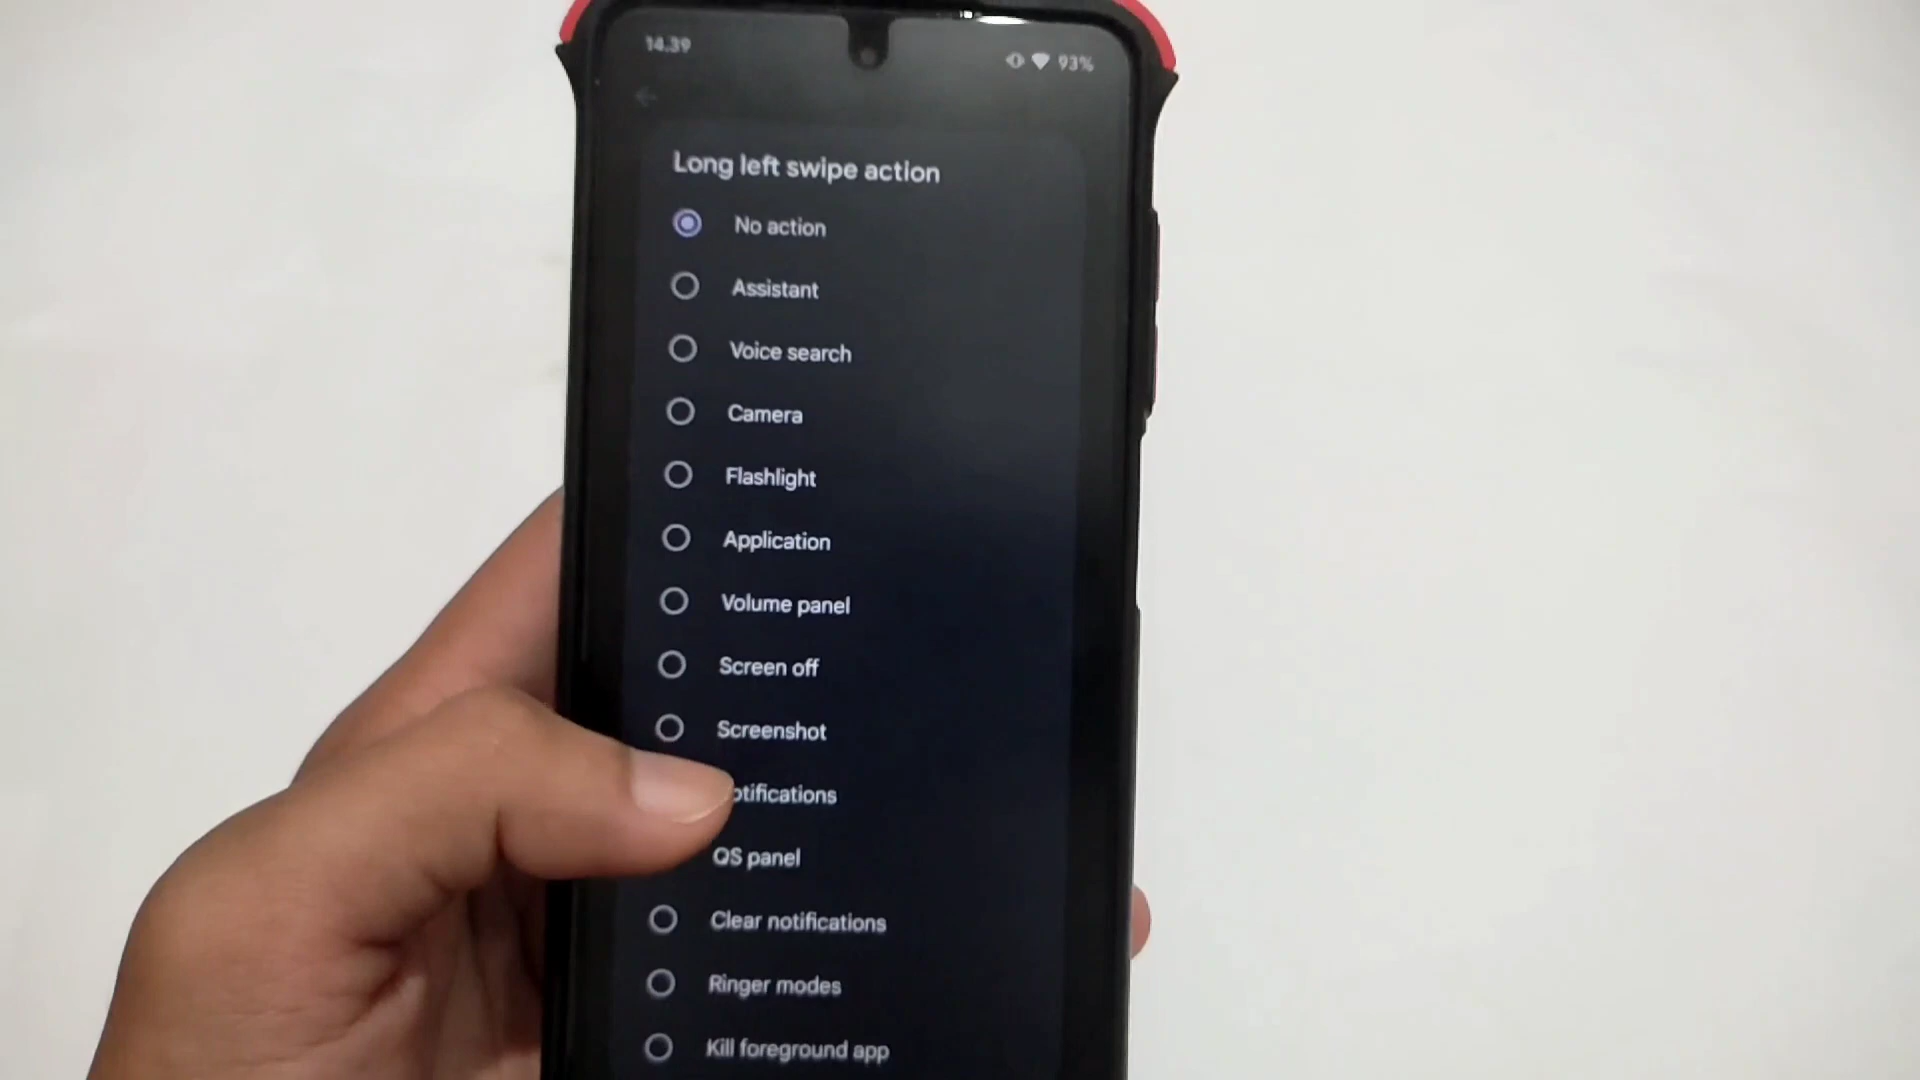 14.39
93%
Long left swipe action
No action
Assistant
Voice search
Camera
Flashlight
Application
Volume panel
Screen off
Screenshot
otifications
QS panel
Clear notifications
Ringer modes
Kill foreground app